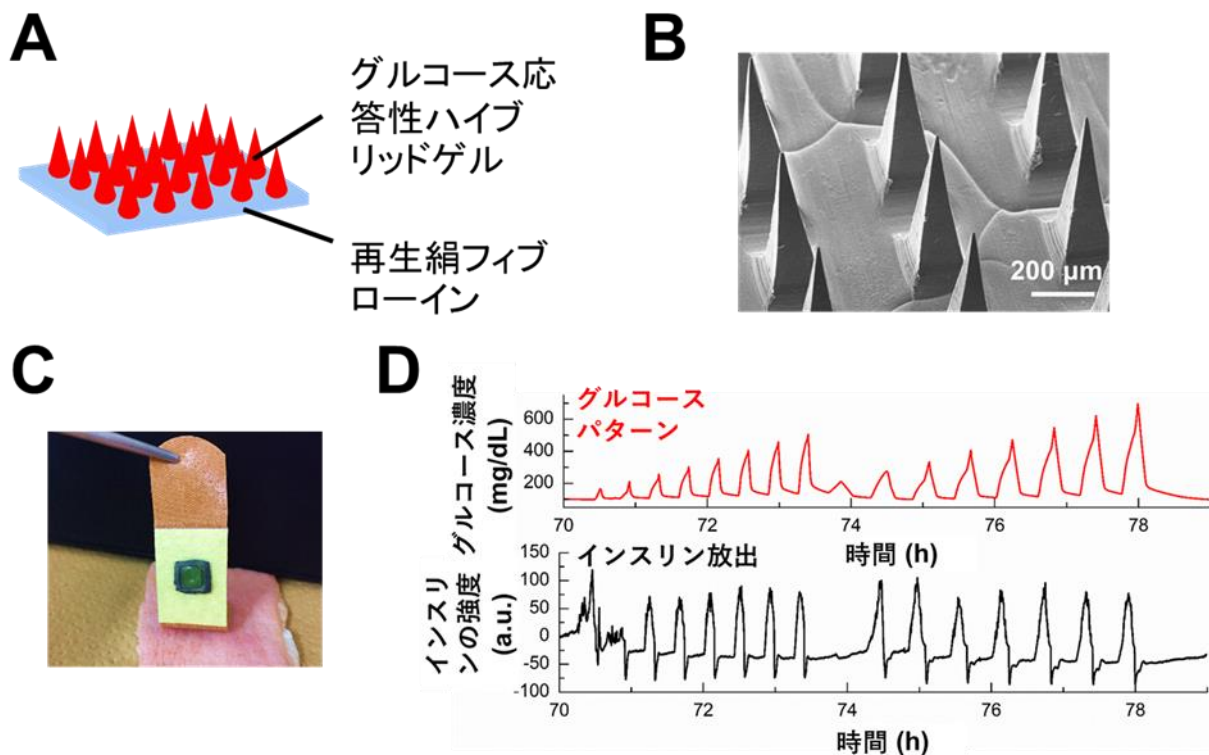 A
グルコース応
答性ハイブ
リッドゲル
再生絹フィブ
ローイン
B
200 μm
C
D
グルコース濃度
(mg/dL)
600
400
200
グルコース
パターン
70
72
74
76
78
時間 (h)
インスリ
ンの強度
(a.u.)
150
100
50
0
-50
-100
インスリン放出
70
72
74
76
78
時間 (h)